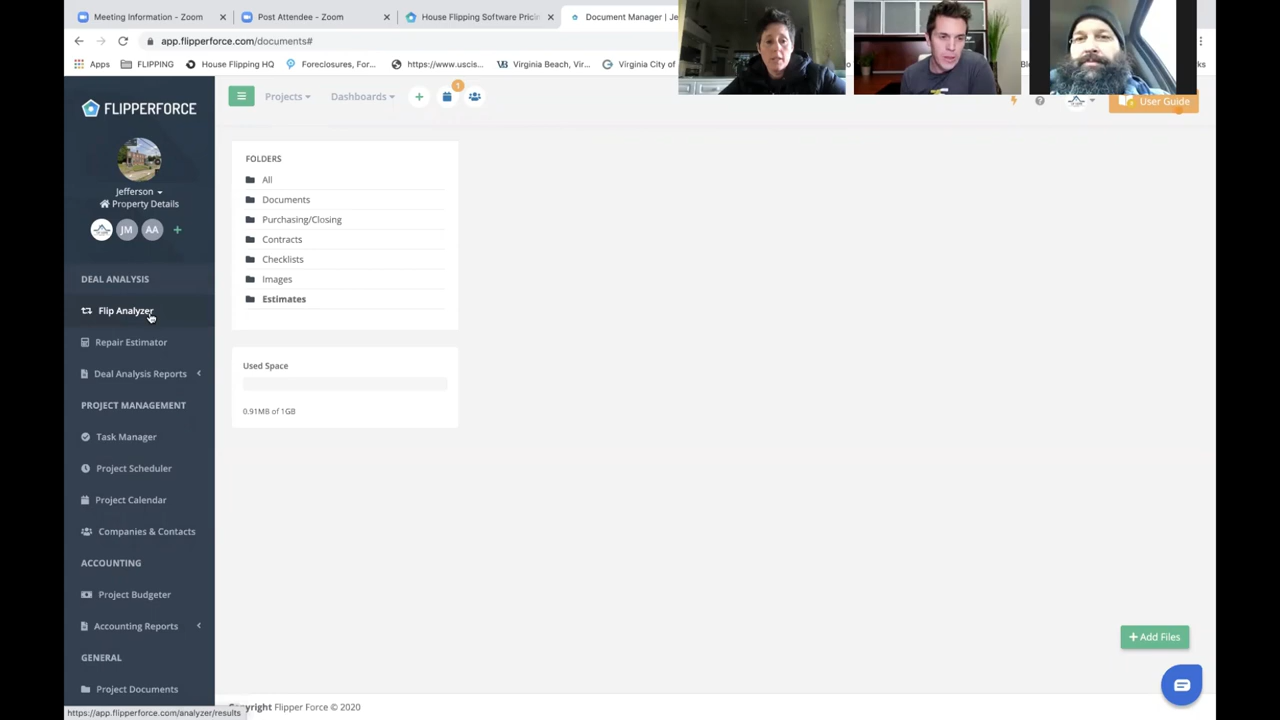 Meeting Information - Zoom
Post Attendee - Zoom
House Flipping Software Pricin
Document Manager | Je
app.flipperforce.com/documents#
Apps
FLIPPING
House Flipping HQ
Foreclosures, For...
https://www.uscis...
Virginia Beach, Vir...
Virginia City of
FLIPPERFORCE
Projects
Dashboards
1
User Guide
Jefferson
Property Details
JM
AA
DEAL ANALYSIS
Flip Analyzer
Repair Estimator
Deal Analysis Reports
PROJECT MANAGEMENT
Task Manager
Project Scheduler
Project Calendar
Companies & Contacts
ACCOUNTING
Project Budgeter
Accounting Reports
GENERAL
Project Documents
FOLDERS
All
Documents
Purchasing/Closing
Contracts
Checklists
Images
Estimates
Used Space
0.91MB of 1GB
+ Add Files
https://app.flipperforce.com/analyzer/results
Copyright Flipper Force © 2020